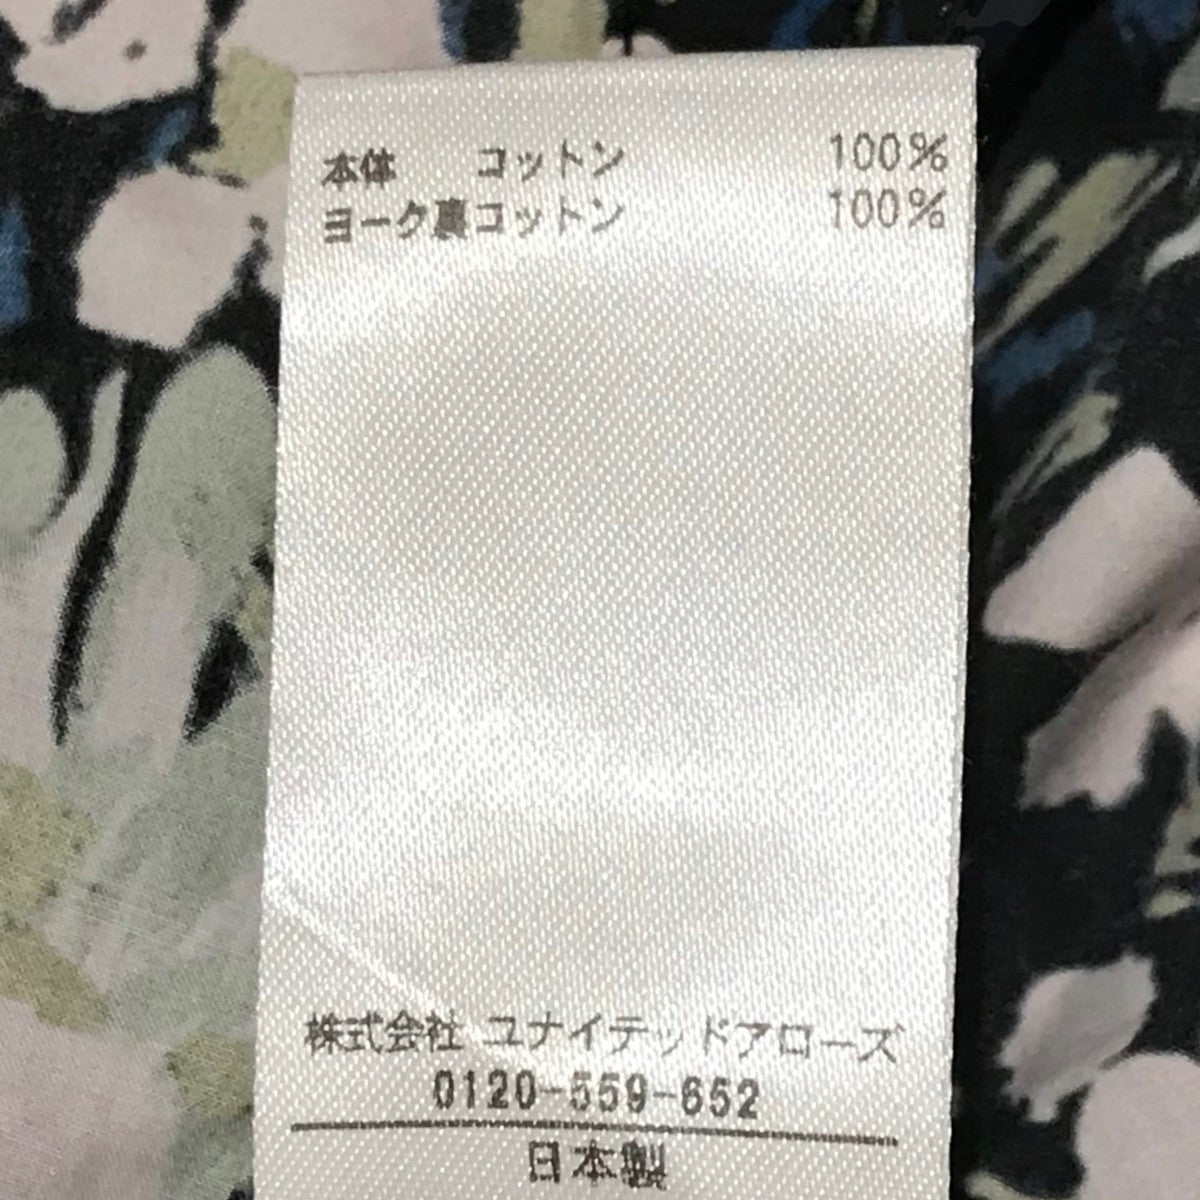 本体 コットン 100%
ヨーク裏コットン 100%
株式会社 ユナイテッドアローズ
0120-559-652
日本製